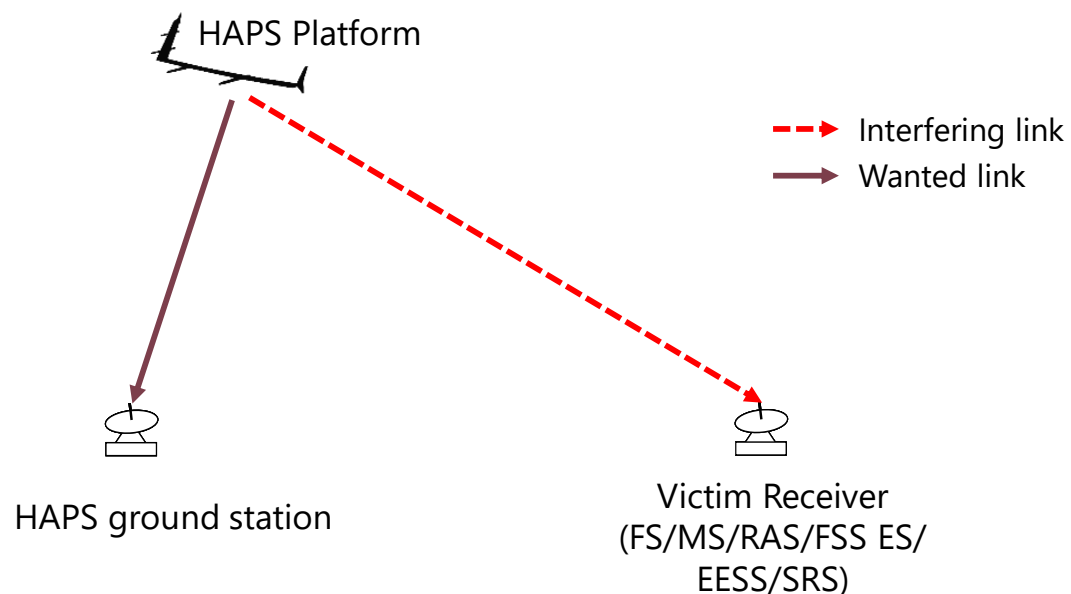 HAPS Platform
Interfering link
Wanted link
HAPS ground station
Victim Receiver
(FS/MS/RAS/FSS ES/
EESS/SRS)